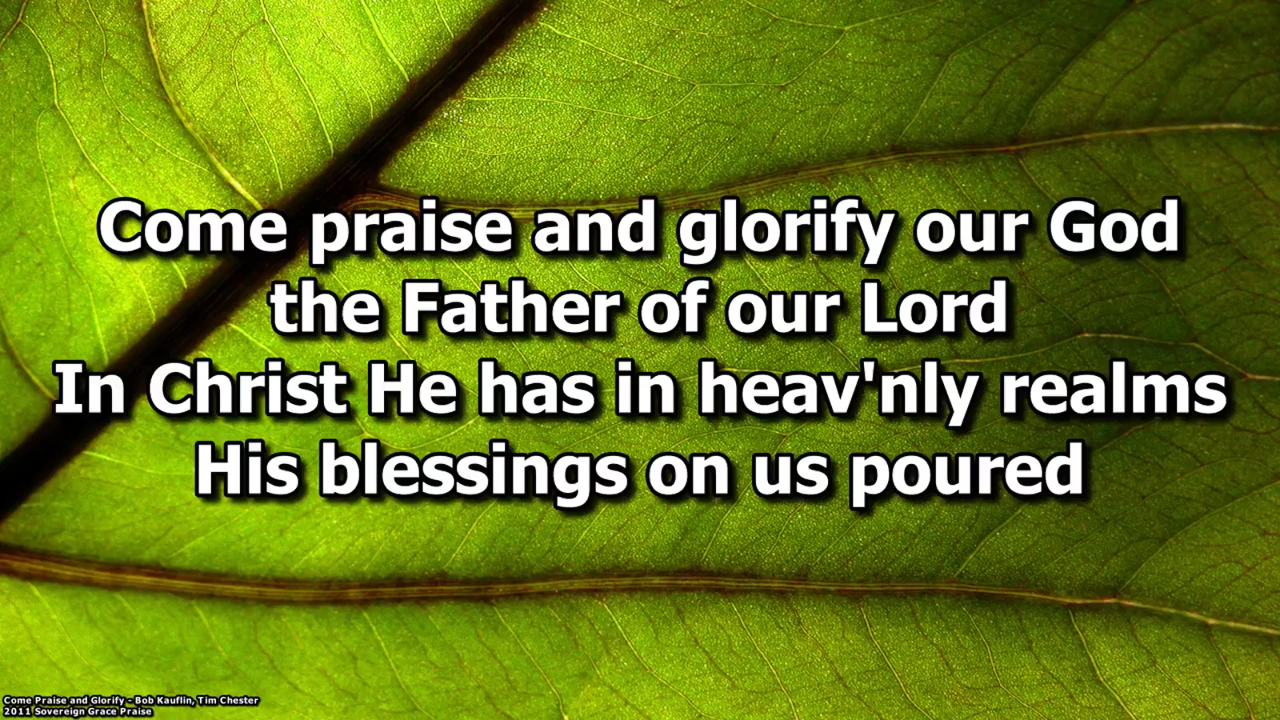 Come praise and glorify our God
the Father of our Lord
In Christ He has in heav'nly realms
His blessings on us poured
Come Praise and Glorify - Bob Kauflin, Tim Chester
2011 Sovereign Grace Praise